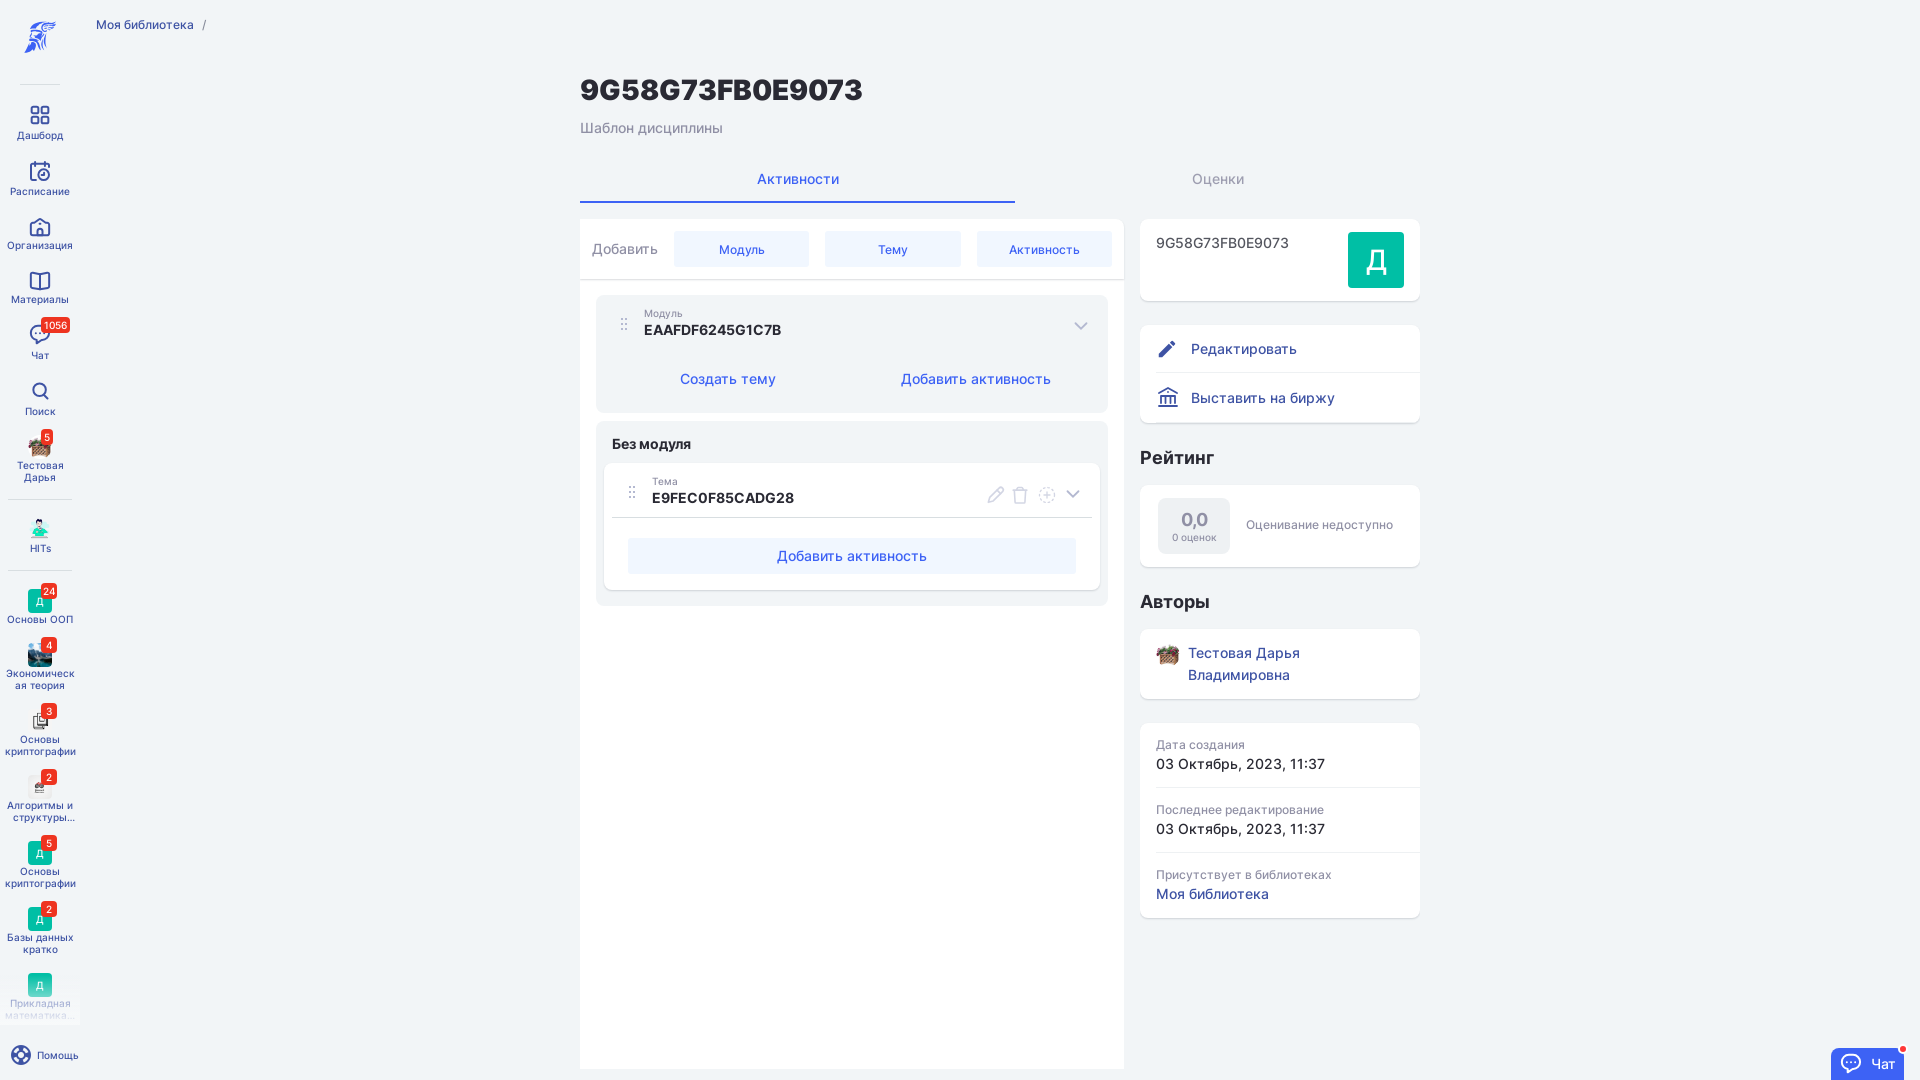 Моя библиотека /
Дашборд
Расписание
Организация
Материалы
1056
Чат
Поиск
5
Тестовая
Дарья
HITs
24
Д
Основы ООП
4
Экономическ
ая теория
3
Основы
криптографии
2
Алгоритмы и
структуры...
5
Д
Основы
криптографии
2
Д
Базы данных
кратко
Д
Прикладная
математика...
Помощь
9G58G73FB0E9073
Шаблон дисциплины
Активности
Оценки
Добавить
Модуль
Тему
Активность
Модуль
EAAFDF6245G1C7B
Создать тему
Добавить активность
Без модуля
Тема
E9FEC0F85CADG28
Добавить активность
9G58G73FB0E9073
Д
Редактировать
Выставить на биржу
Рейтинг
0,0
0 оценок
Оценивание недоступно
Авторы
Тестовая Дарья
Владимировна
Дата создания
03 Октябрь, 2023, 11:37
Последнее редактирование
03 Октябрь, 2023, 11:37
Присутствует в библиотеках
Моя библиотека
Чат